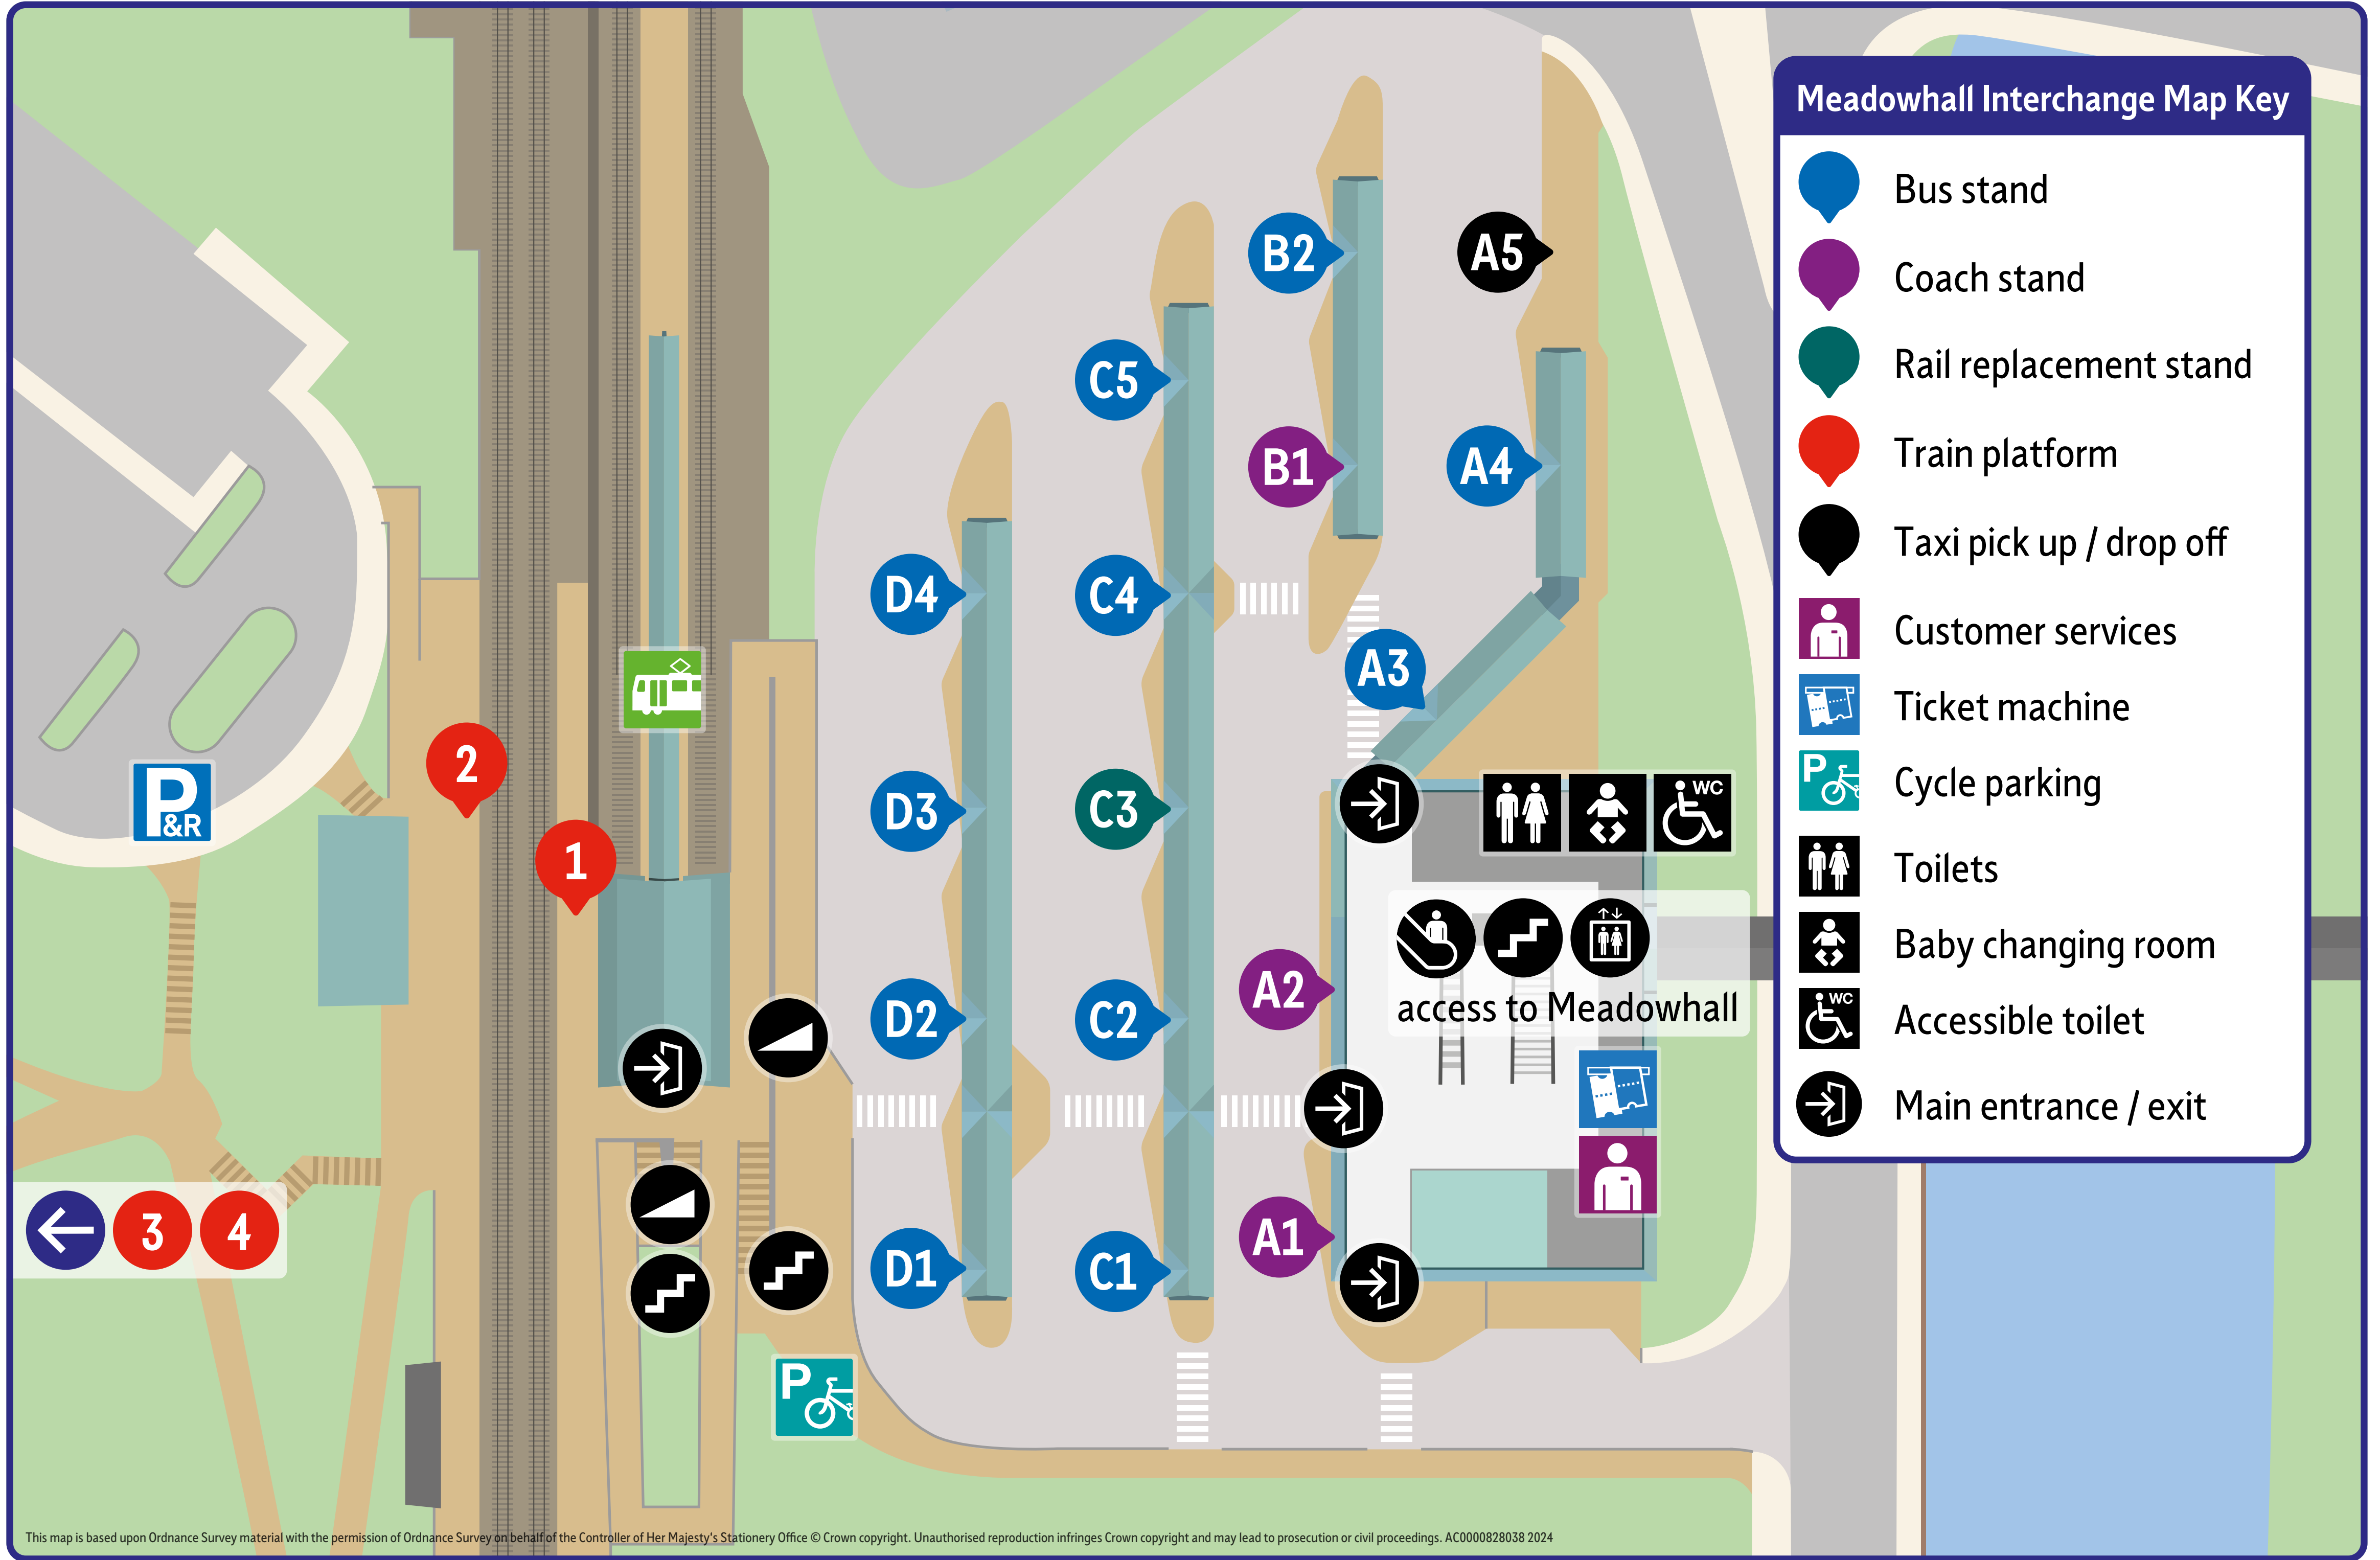 Meadowhall Interchange Map Key
Bus stand
Coach stand
Rail replacement stand
Train platform
Taxi pick up / drop off
Customer services
Ticket machine
P
Cycle parking
Toilets
Baby changing room
WC
Accessible toilet
Main entrance / exit
B2
A5
C5
B1
A4
D4
C4
A3
2
P
&R
D3
C3
WC
1
A2
access to Meadowhall
D2
C2
3
4
D1
C1
A1
P
This map is based upon Ordnance Survey material with the permission of Ordnance Survey on behalf of the Controller of Her Majesty's Stationery Office © Crown copyright. Unauthorised reproduction infringes Crown copyright and may lead to prosecution or civil proceedings. AC0000828038 2024